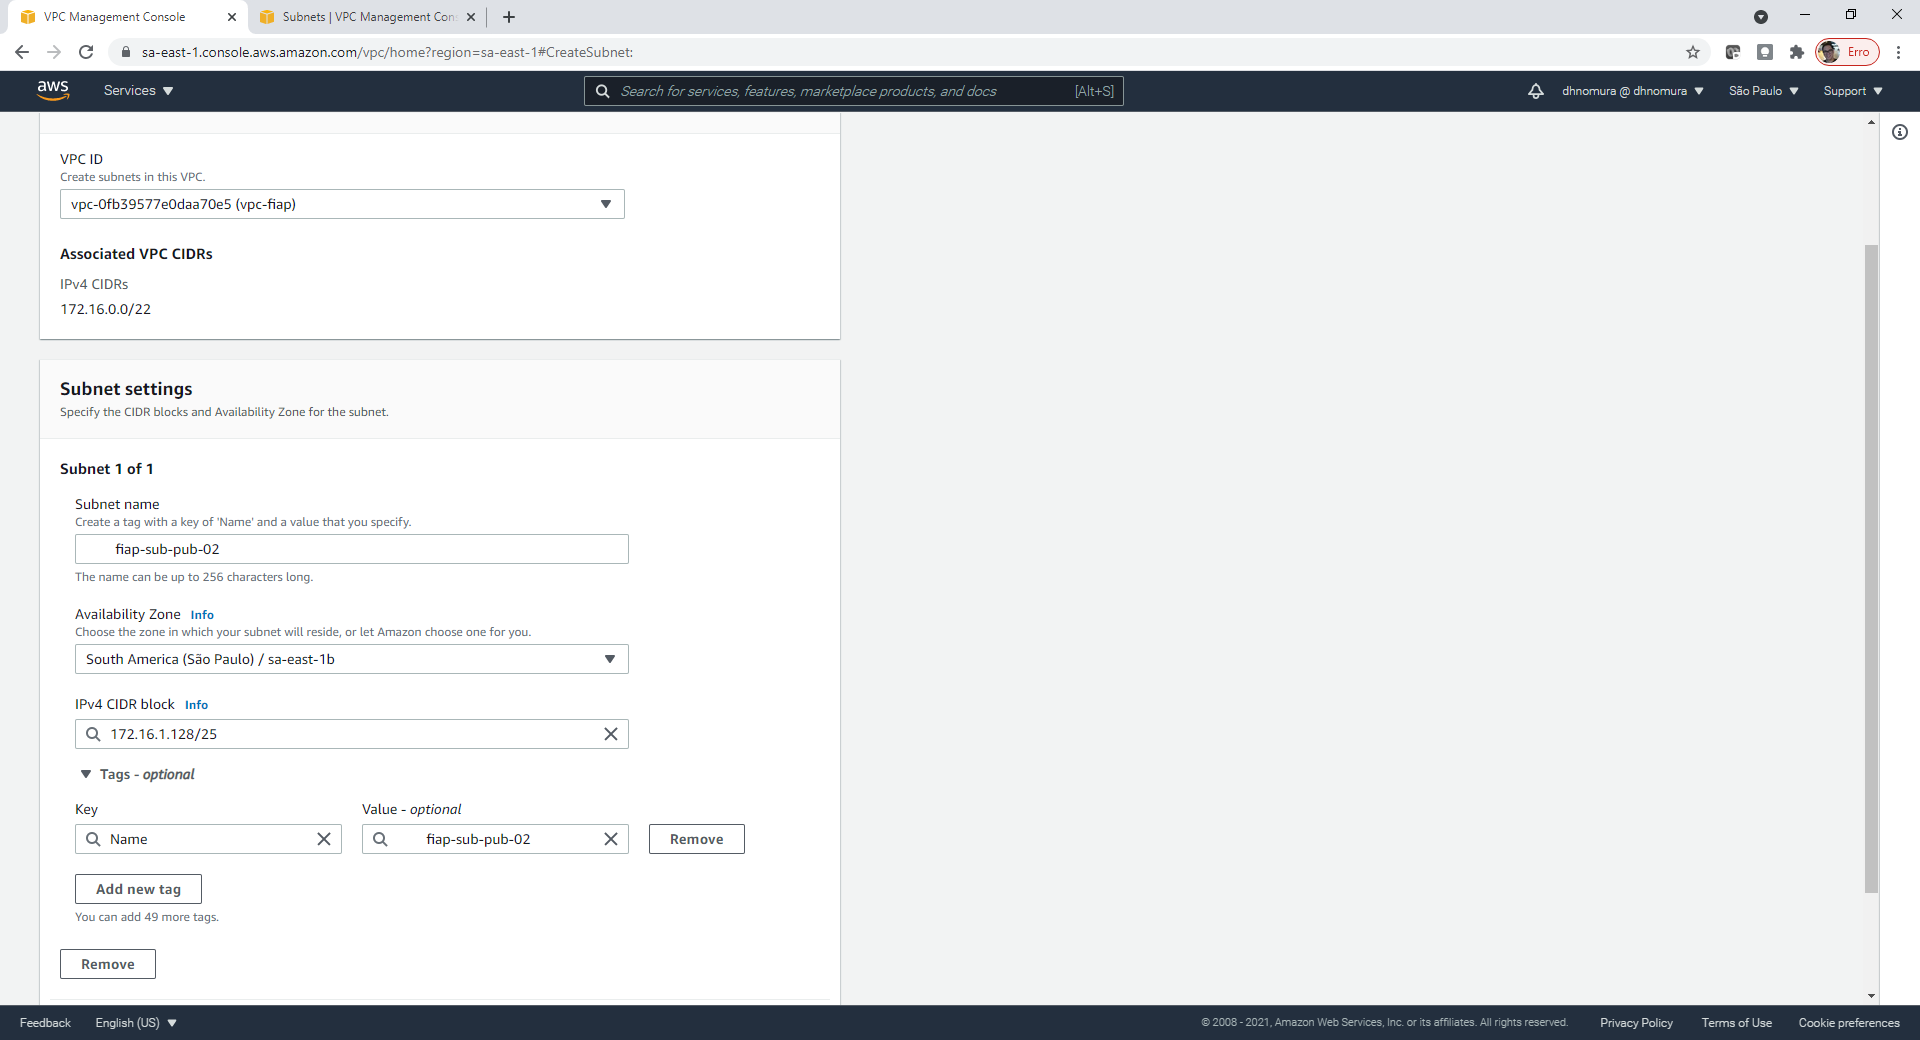 VPC Management Console
Subnets | VPC Management Con
sa-east-1.console.aws.amazon.com/vpc/home?region=sa-east-1#CreateSubnet:
Erro
aws
Services
Search for services, features, marketplace products, and docs
[Alt+S]
dhnomura @ dhnomura
São Paulo
Support
VPC ID
Create subnets in this VPC.
vpc-0fb39577e0daa70e5 (vpc-fiap)
Associated VPC CIDRs
IPv4 CIDRs
172.16.0.0/22
Subnet settings
Specify the CIDR blocks and Availability Zone for the subnet.
Subnet 1 of 1
Subnet name
Create a tag with a key of 'Name' and a value that you specify.
fiap-sub-pub-02
The name can be up to 256 characters long.
Availability Zone Info
Choose the zone in which your subnet will reside, or let Amazon choose one for you.
South America (São Paulo) / sa-east-1b
IPv4 CIDR block Info
172.16.1.128/25
Tags - optional
Key
Value - optional
Name
fiap-sub-pub-02
Remove
Add new tag
You can add 49 more tags.
Remove
Feedback
English (US)
© 2008 - 2021, Amazon Web Services, Inc. or its affiliates. All rights reserved.
Privacy Policy
Terms of Use
Cookie preferences